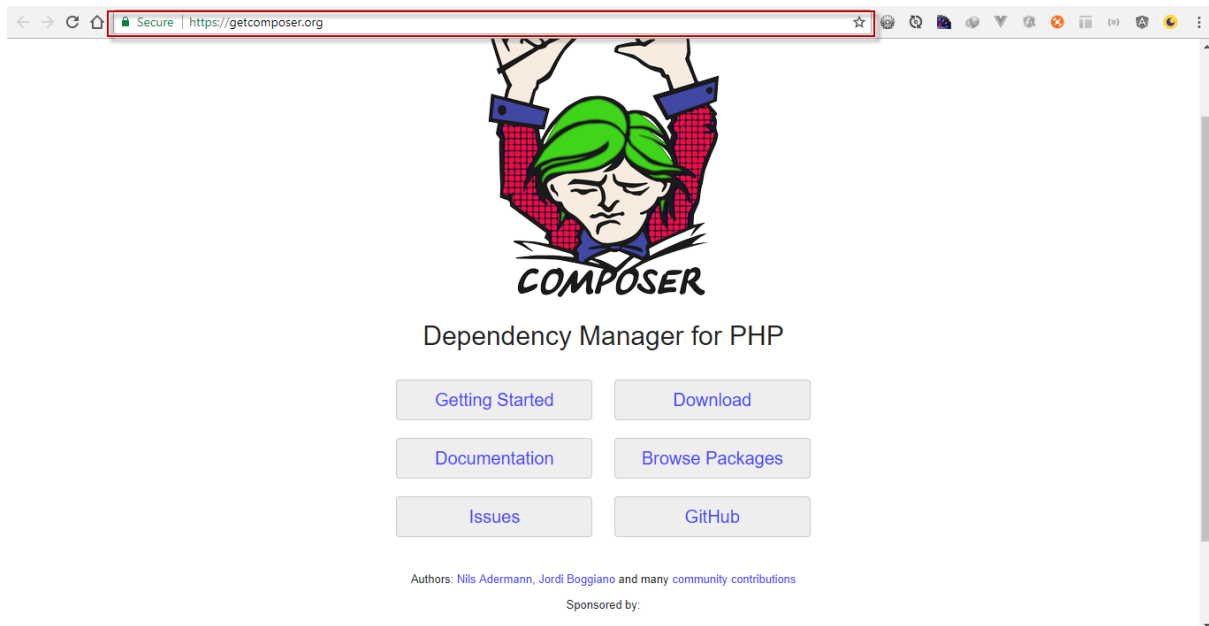 Secure | https://getcomposer.org
COMPOSER
Dependency Manager for PHP
Getting Started Download
Documentation Browse Packages
Issues GitHub
Authors: Nils Adermann, Jordi Boggiano and many community contributions
Sponsored by: